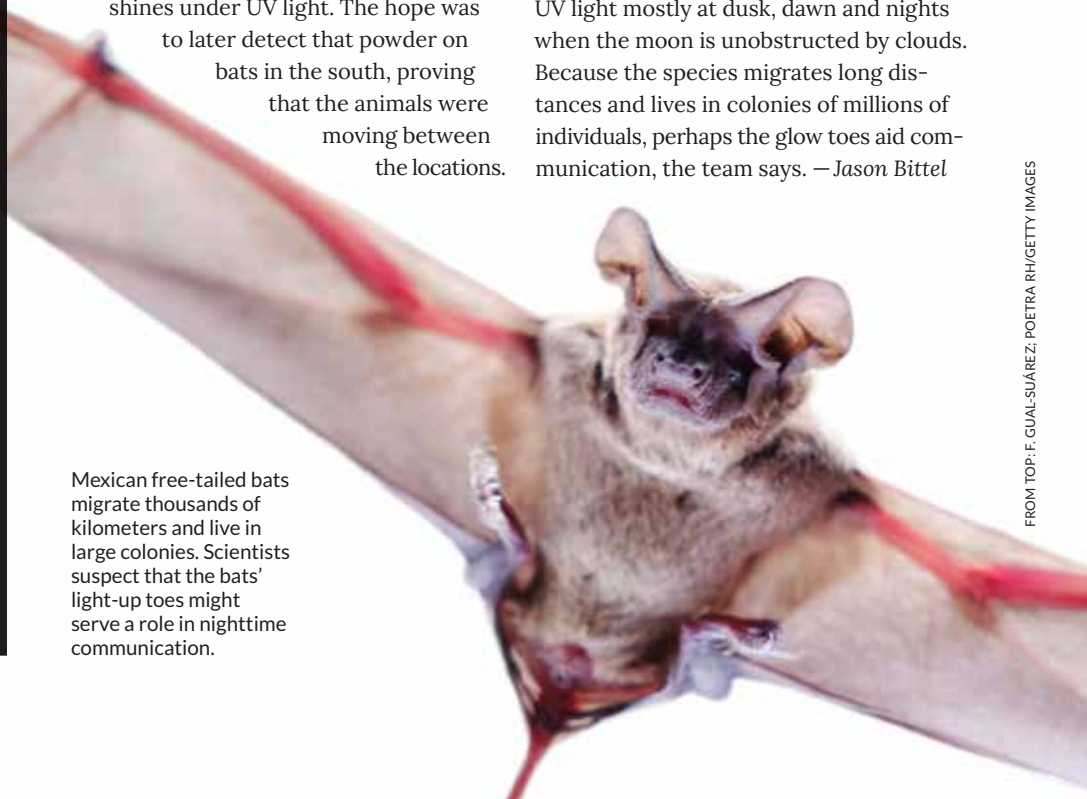 shines under UV light. The hope was
to later detect that powder on
bats in the south, proving
that the animals were
moving between
the locations.
UV light mostly at dusk, dawn and nights
when the moon is unobstructed by clouds.
Because the species migrates long dis-
tances and lives in colonies of millions of
individuals, perhaps the glow toes aid com-
munication, the team says. — Jason Bittel
Mexican free-tailed bats
migrate thousands of
kilometers and live in
large colonies. Scientists
suspect that the bats’
light-up toes might
serve a role in nighttime
communication.
FROM TOP: F. GUAL-SUÁREZ; POETRA RH/GETTY IMAGES